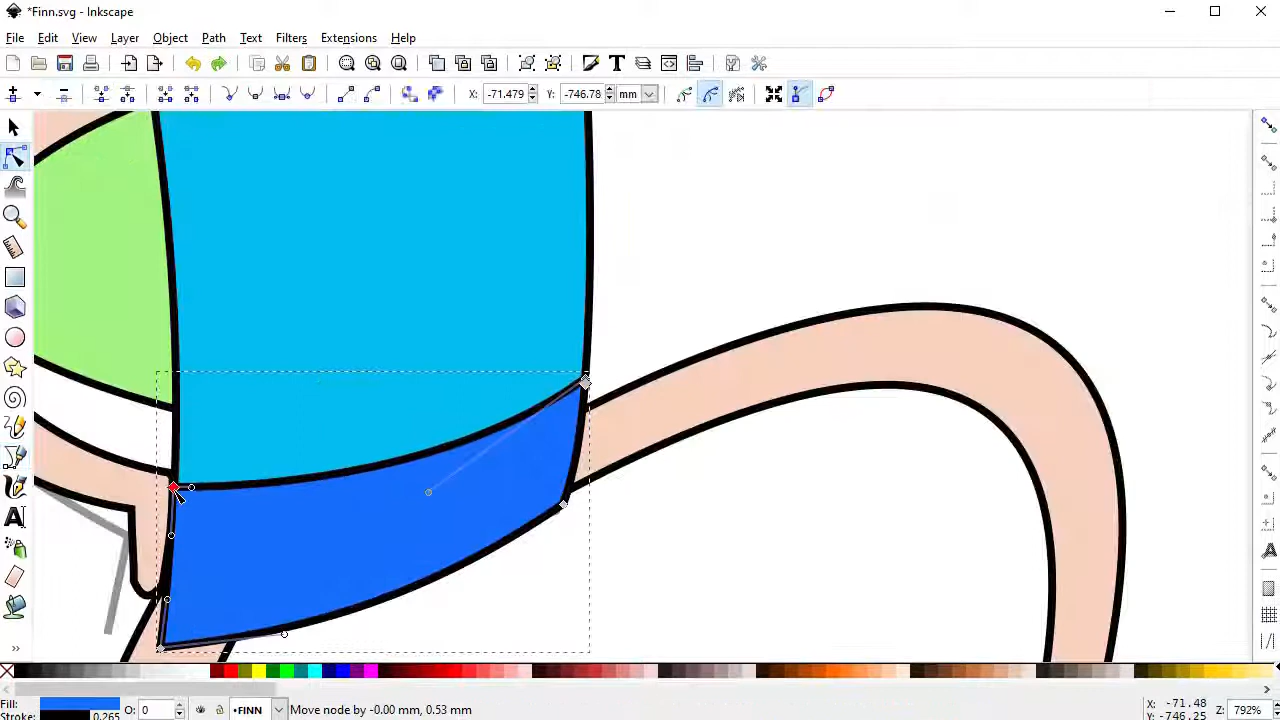 *Finn.svg - Inkscape
File Edit View Layer Object Path Text Filters Extensions Help
X: -71.479 Y: -746.78 mm
Fill:
Stroke: 0.265
O: 0
•FINN
Move node by -0.00 mm, 0.53 mm
X: -71.48
Y: -746.25
Z: 792%